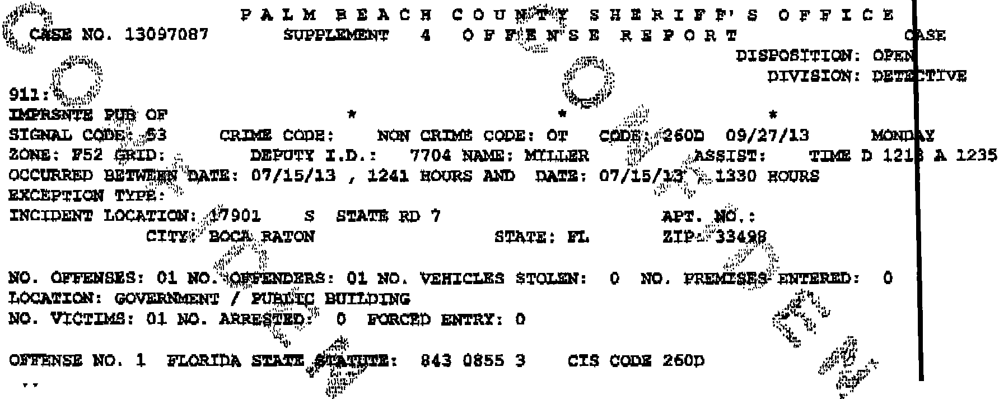 PALM BEACH COUNTY SHERIFF'S OFFICE
CASE NO. 13097087 SUPPLEMENT 4 OFFENSE REPORT CASE
DISPOSITION: OPEN
DIVISION: DETECTIVE
911:
IMPRSNTE PUB OF * * *
SIGNAL CODE: 53 CRIME CODE: NON CRIME CODE: OT CODE: 260D 09/27/13 MONDAY
ZONE: F52 GRID: DEPUTY I.D.: 7704 NAME: MILLER ASSIST: TIME D 1218 A 1235
OCCURRED BETWEEN DATE: 07/15/13 , 1241 HOURS AND DATE: 07/15/13 , 1330 HOURS
EXCEPTION TYPE:
INCIDENT LOCATION: 17901 S STATE RD 7 APT. NO.:
CITY: BOCA RATON STATE: FL ZIP: 33498
NO. OFFENSES: 01 NO. OFFENDERS: 01 NO. VEHICLES STOLEN: 0 NO. PREMISES ENTERED: 0
LOCATION: GOVERNMENT / PUBLIC BUILDING
NO. VICTIMS: 01 NO. ARRESTED: 0 FORCED ENTRY: 0
OFFENSE NO. 1 FLORIDA STATE STATUTE: 843 0855 3 CIS CODE 260D